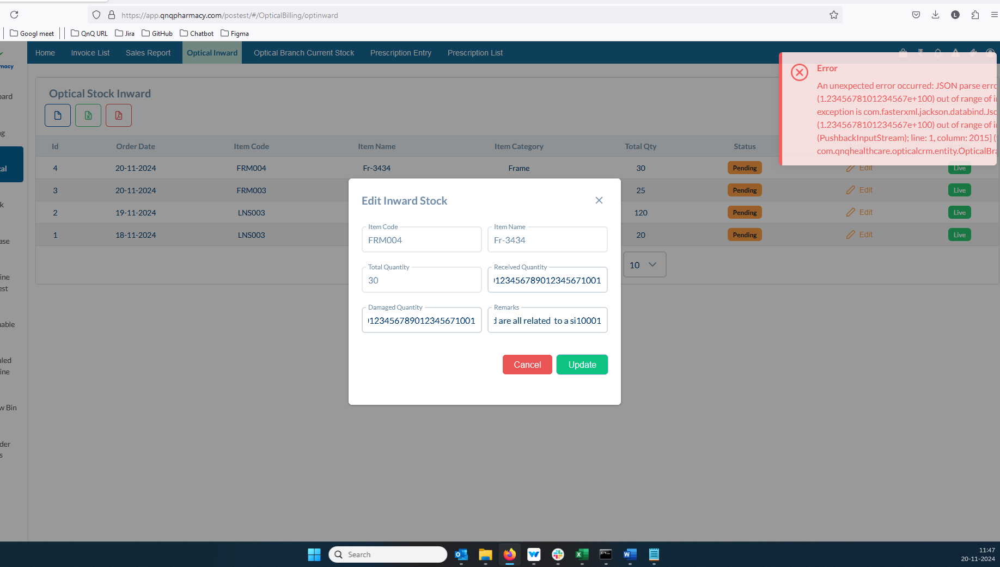 https://app.qnqpharmacy.com/postest/#/OpticalBilling/optinward
L
Googl meet
QnQ URL
Jira
GitHub
Chatbot
Figma
macy
Home
Invoice List
Sales Report
Optical Inward
Optical Branch Current Stock
Prescription Entry
Prescription List
Error
An unexpected error occurred: JSON parse erro
(1.2345678101234567e+100) out of range of i
exception is com.fasterxml.jackson.databind.Jso
(1.2345678101234567e+100) out of range of i
(PushbackInputStream); line: 1, column: 2015] (
com.qnqhealthcare.opticalcrm.entity.OpticalBra
oard
g
cal
k
ase
ine
est
nable
uled
ine
w Bin
der
s
Optical Stock Inward
Id Order Date Item Code Item Name Item Category Total Qty Status
4 20-11-2024 FRM004 Fr-3434 Frame 30 Pending Edit Live
3 20-11-2024 FRM003 25 Pending Edit Live
2 19-11-2024 LNS003 120 Pending Edit Live
1 18-11-2024 LNS003 20 Pending Edit Live
10
Edit Inward Stock
Item Code
FRM004
Item Name
Fr-3434
Total Quantity
30
Received Quantity
0123456789012345671001
Damaged Quantity
0123456789012345671001
Remarks
d are all related  to a si10001
Cancel
Update
Search
11:47
20-11-2024